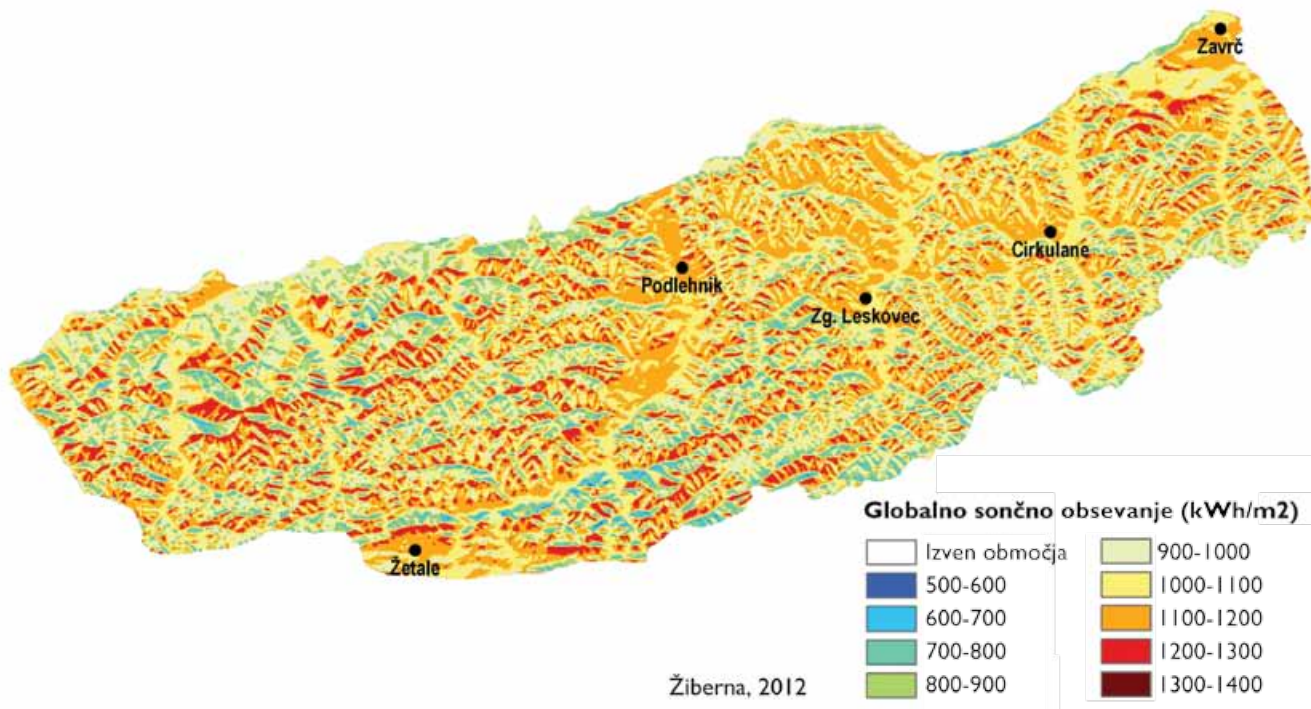 Zavrč
Cirkulane
Podlehnik
Zg. Leskovec
Žetale
Globalno sončno obsevanje (kWh/m2)
Izven območja
500-600
600-700
700-800
800-900
900-1000
1000-1100
1100-1200
1200-1300
1300-1400
Žiberna, 2012